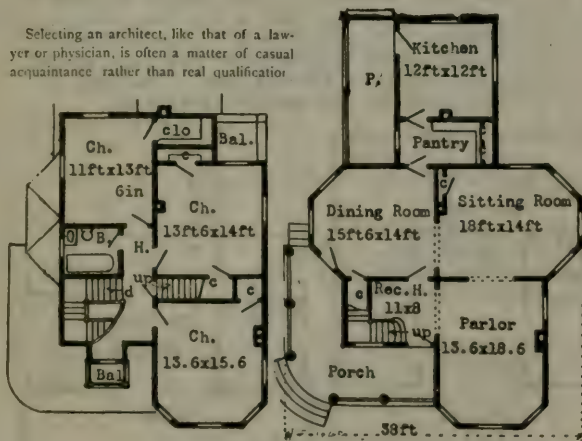 Selecting an architect, like that of a law-
yer or physician, is often a matter of casual
acquaintance rather than real qualification
Ch.
11ftx13ft
6in
clo
Bal.
c
Ch.
13ft6x14ft
B.
H.
up
d
c
c
Ch.
13.6x15.6
Bal
P.
Kitchen
12ftx12ft
Pantry
c
c
Dining Room
15ft6x14ft
Sitting Room
18ftx14ft
c
Rec.H.
11x8
up
Parlor
13.6x18.6
Porch
38ft